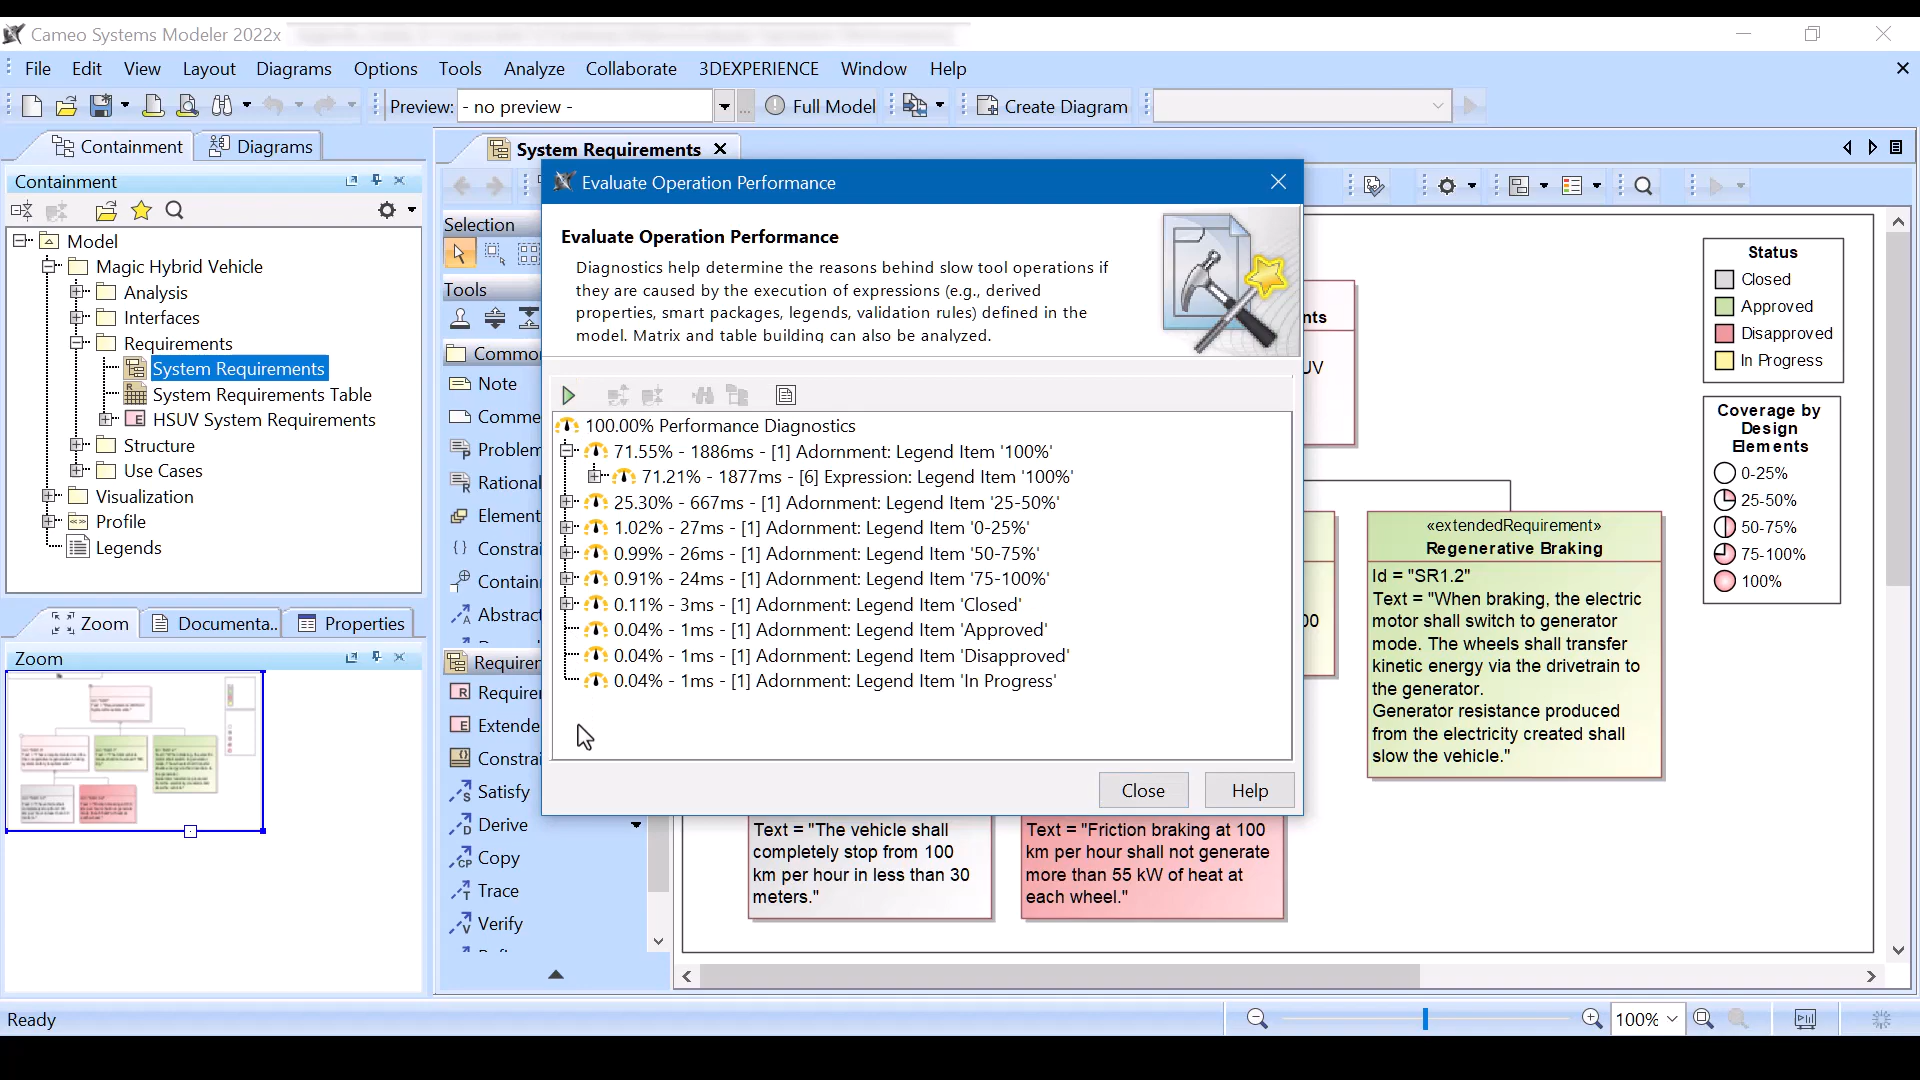 Cameo Systems Modeler 2022x
File Edit View Layout Diagrams Options Tools Analyze Collaborate 3DEXPERIENCE Window Help
Preview: - no preview - ... Full Model Create Diagram
Containment Diagrams
System Requirements
Containment
Model
Magic Hybrid Vehicle
Analysis
Interfaces
Requirements
System Requirements
System Requirements Table
HSUV System Requirements
Structure
Use Cases
Visualization
Profile
Legends
Zoom Documenta.. Properties
Zoom
Selection
Tools
Commo
Note
Comme
Problem
Rational
Element
Constrai
Contain
Abstract
Requirer
Requirer
Extende
Constrai
Satisfy
Derive
Copy
Trace
Verify
Evaluate Operation Performance
Evaluate Operation Performance
Diagnostics help determine the reasons behind slow tool operations if
they are caused by the execution of expressions (e.g., derived
properties, smart packages, legends, validation rules) defined in the
model. Matrix and table building can also be analyzed.
100.00% Performance Diagnostics
71.55% - 1886ms - [1] Adornment: Legend Item '100%'
71.21% - 1877ms - [6] Expression: Legend Item '100%'
25.30% - 667ms - [1] Adornment: Legend Item '25-50%'
1.02% - 27ms - [1] Adornment: Legend Item '0-25%'
0.99% - 26ms - [1] Adornment: Legend Item '50-75%'
0.91% - 24ms - [1] Adornment: Legend Item '75-100%'
0.11% - 3ms - [1] Adornment: Legend Item 'Closed'
0.04% - 1ms - [1] Adornment: Legend Item 'Approved'
0.04% - 1ms - [1] Adornment: Legend Item 'Disapproved'
0.04% - 1ms - [1] Adornment: Legend Item 'In Progress'
Close Help
nts
UV
00
«extendedRequirement»
Regenerative Braking
Id = "SR1.2"
Text = "When braking, the electric
motor shall switch to generator
mode. The wheels shall transfer
kinetic energy via the drivetrain to
the generator.
Generator resistance produced
from the electricity created shall
slow the vehicle."
Status
Closed
Approved
Disapproved
In Progress
Coverage by
Design
Elements
0-25%
25-50%
50-75%
75-100%
100%
Text = "The vehicle shall
completely stop from 100
km per hour in less than 30
meters."
Text = "Friction braking at 100
km per hour shall not generate
more than 55 kW of heat at
each wheel."
Ready
100%